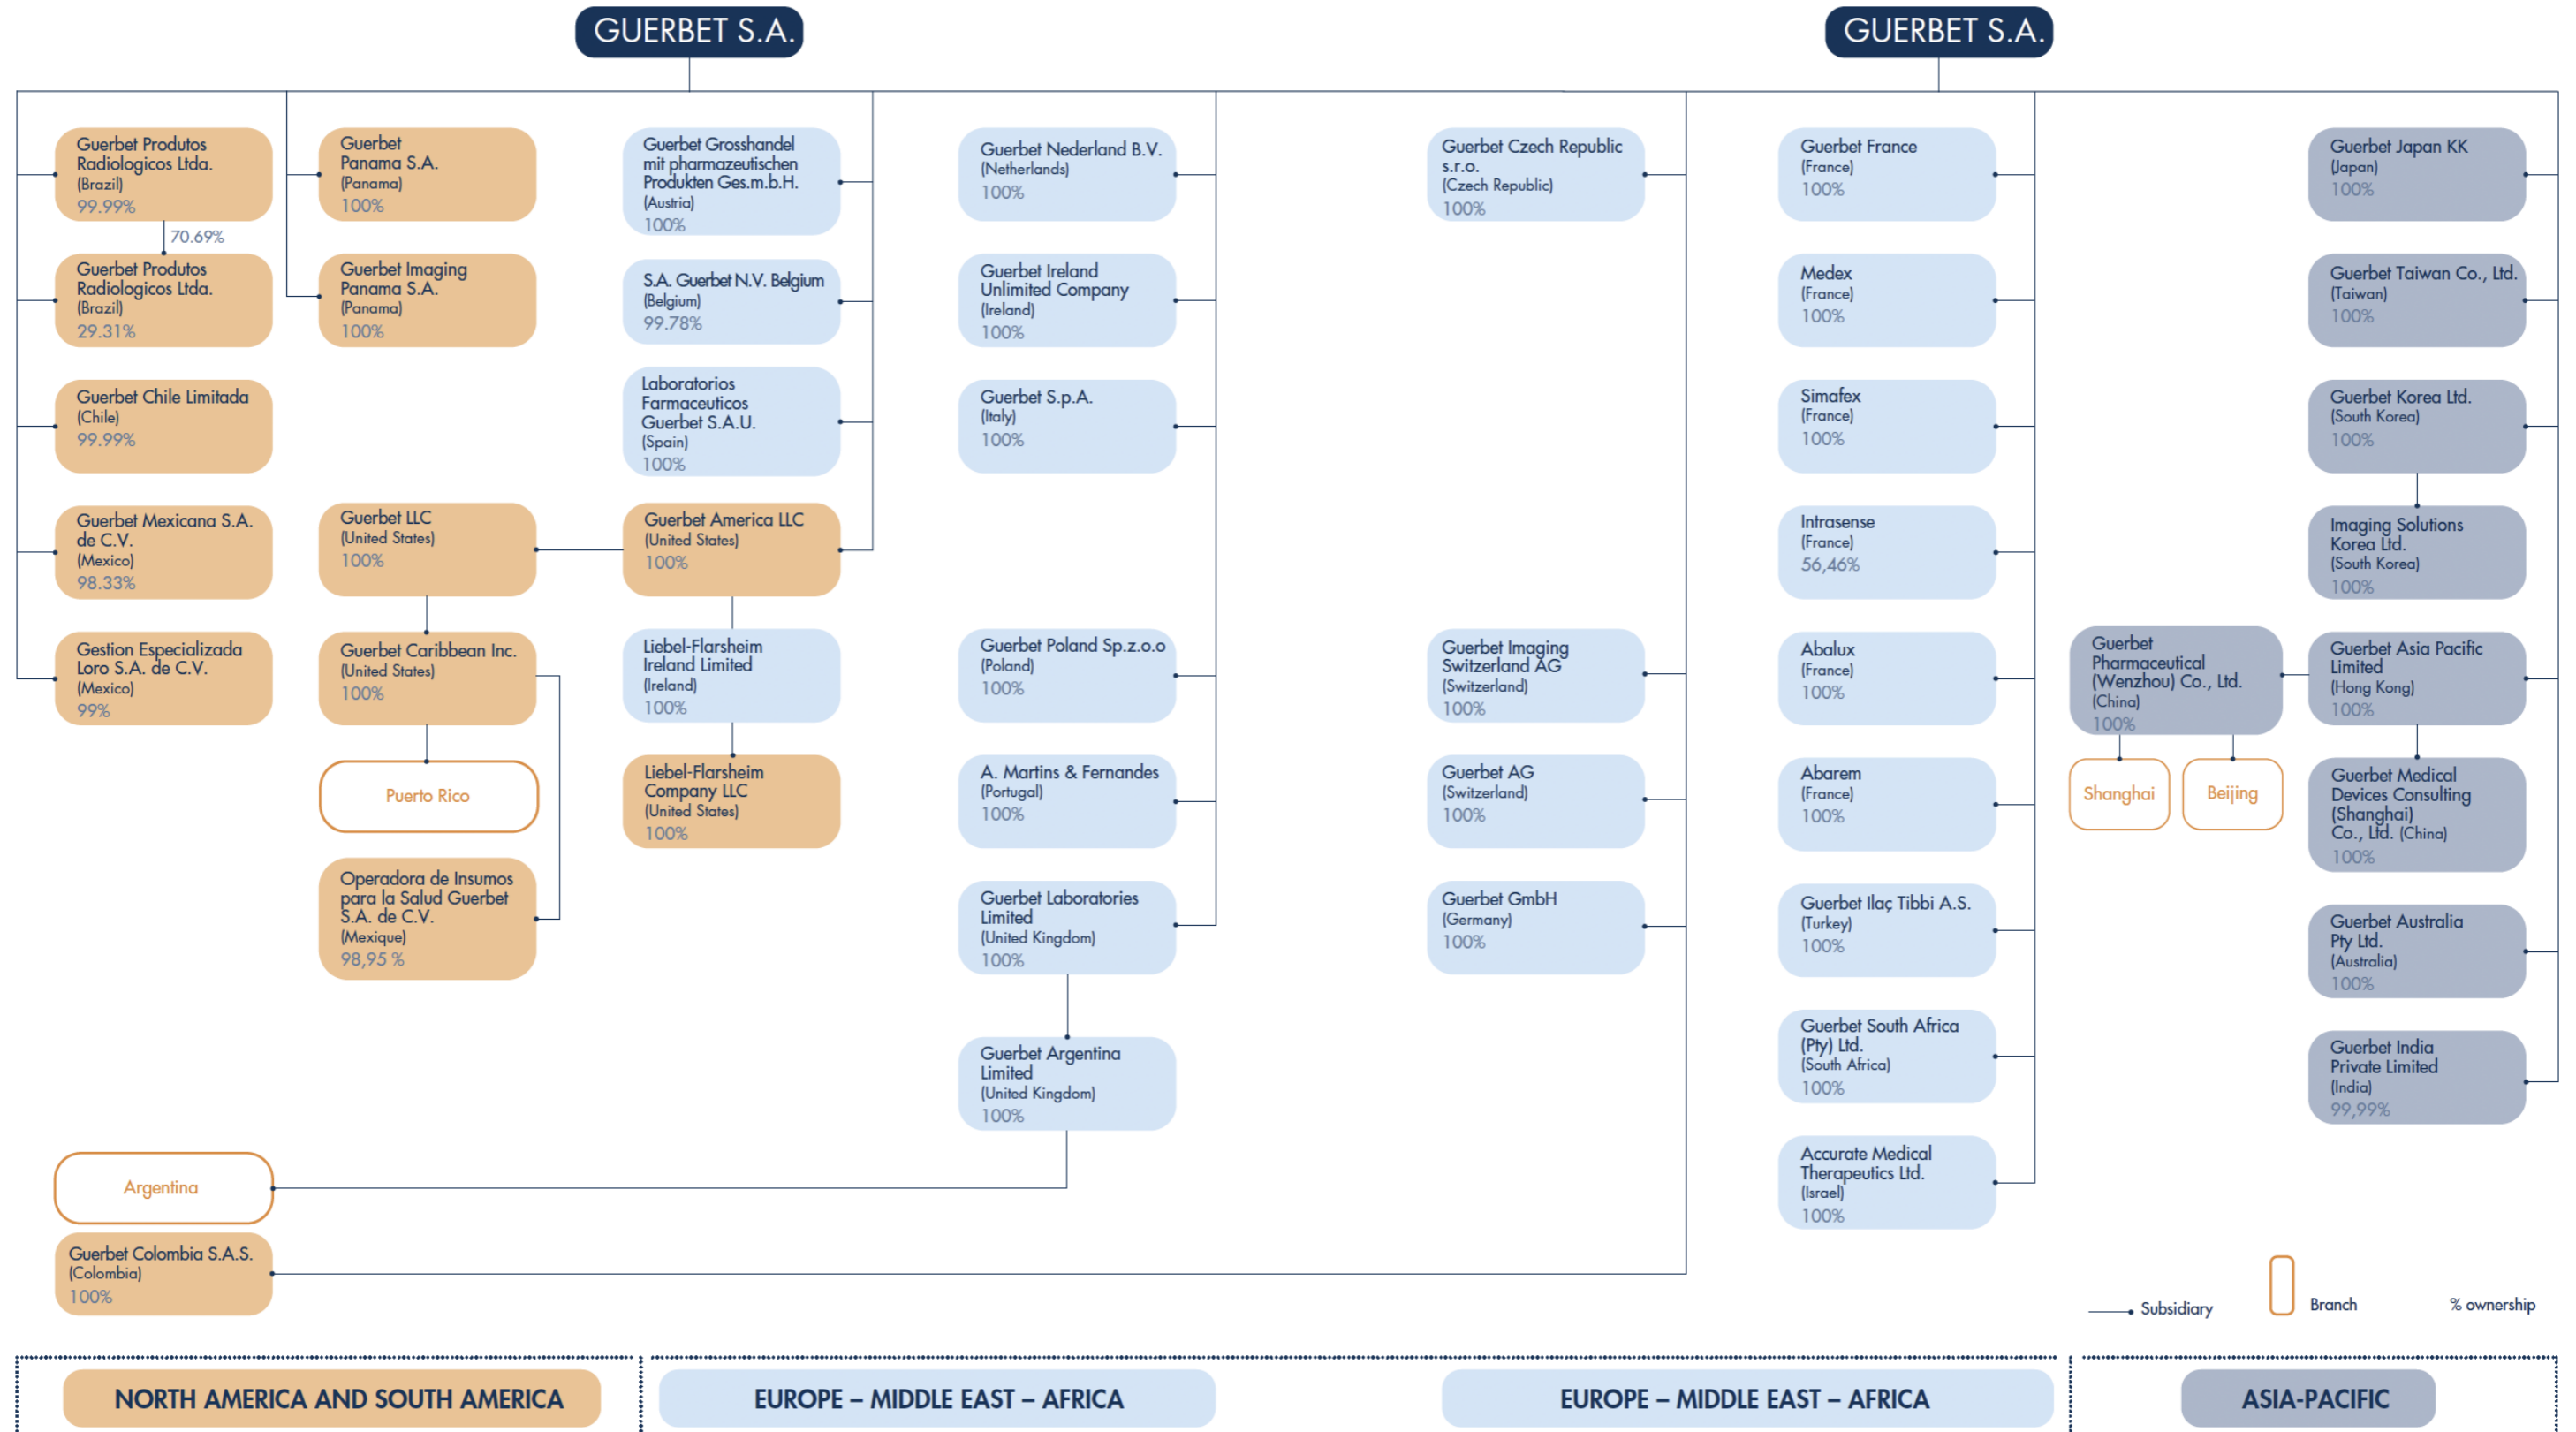 GUERBET S.A.
GUERBET S.A.
Guerbet Produtos
Radiologicos Ltda.
(Brazil)
99.99%
70.69%
Guerbet Produtos
Radiologicos Ltda.
(Brazil)
29.31%
Guerbet Chile Limitada
(Chile)
99.99%
Guerbet Mexicana S.A.
de C.V.
(Mexico)
98.33%
Gestion Especializada
Loro S.A. de C.V.
(Mexico)
99%
Guerbet
Panama S.A.
(Panama)
100%
Guerbet Imaging
Panama S.A.
(Panama)
100%
Guerbet LLC
(United States)
100%
Guerbet Caribbean Inc.
(United States)
100%
Puerto Rico
Operadora de Insumos
para la Salud Guerbet
S.A. de C.V.
(Mexique)
98,95 %
Guerbet Grosshandel
mit pharmazeutischen
Produkten Ges.m.b.H.
(Austria)
100%
S.A. Guerbet N.V. Belgium
(Belgium)
99.78%
Laboratorios
Farmaceuticos
Guerbet S.A.U.
(Spain)
100%
Guerbet America LLC
(United States)
100%
Liebel-Flarsheim
Ireland Limited
(Ireland)
100%
Liebel-Flarsheim
Company LLC
(United States)
100%
Guerbet Nederland B.V.
(Netherlands)
100%
Guerbet Ireland
Unlimited Company
(Ireland)
100%
Guerbet S.p.A.
(Italy)
100%
Guerbet Poland Sp.z.o.o
(Poland)
100%
A. Martins & Fernandes
(Portugal)
100%
Guerbet Laboratories
Limited
(United Kingdom)
100%
Guerbet Argentina
Limited
(United Kingdom)
100%
Argentina
Guerbet Colombia S.A.S.
(Colombia)
100%
Guerbet Czech Republic
s.r.o.
(Czech Republic)
100%
Guerbet Imaging
Switzerland AG
(Switzerland)
100%
Guerbet AG
(Switzerland)
100%
Guerbet GmbH
(Germany)
100%
Guerbet France
(France)
100%
Medex
(France)
100%
Simafex
(France)
100%
Intrasense
(France)
56,46%
Abalux
(France)
100%
Abarem
(France)
100%
Guerbet Ilaç Tibbi A.S.
(Turkey)
100%
Guerbet South Africa
(Pty) Ltd.
(South Africa)
100%
Accurate Medical
Therapeutics Ltd.
(Israel)
100%
Guerbet Japan KK
(Japan)
100%
Guerbet Taiwan Co., Ltd.
(Taiwan)
100%
Guerbet Korea Ltd.
(South Korea)
100%
Imaging Solutions
Korea Ltd.
(South Korea)
100%
Guerbet
Pharmaceutical
(Wenzhou) Co., Ltd.
(China)
100%
Shanghai
Beijing
Guerbet Asia Pacific
Limited
(Hong Kong)
100%
Guerbet Medical
Devices Consulting
(Shanghai)
Co., Ltd. (China)
100%
Guerbet Australia
Pty Ltd.
(Australia)
100%
Guerbet India
Private Limited
(India)
99,99%
Subsidiary
Branch
% ownership
NORTH AMERICA AND SOUTH AMERICA
EUROPE – MIDDLE EAST – AFRICA
EUROPE – MIDDLE EAST – AFRICA
ASIA-PACIFIC